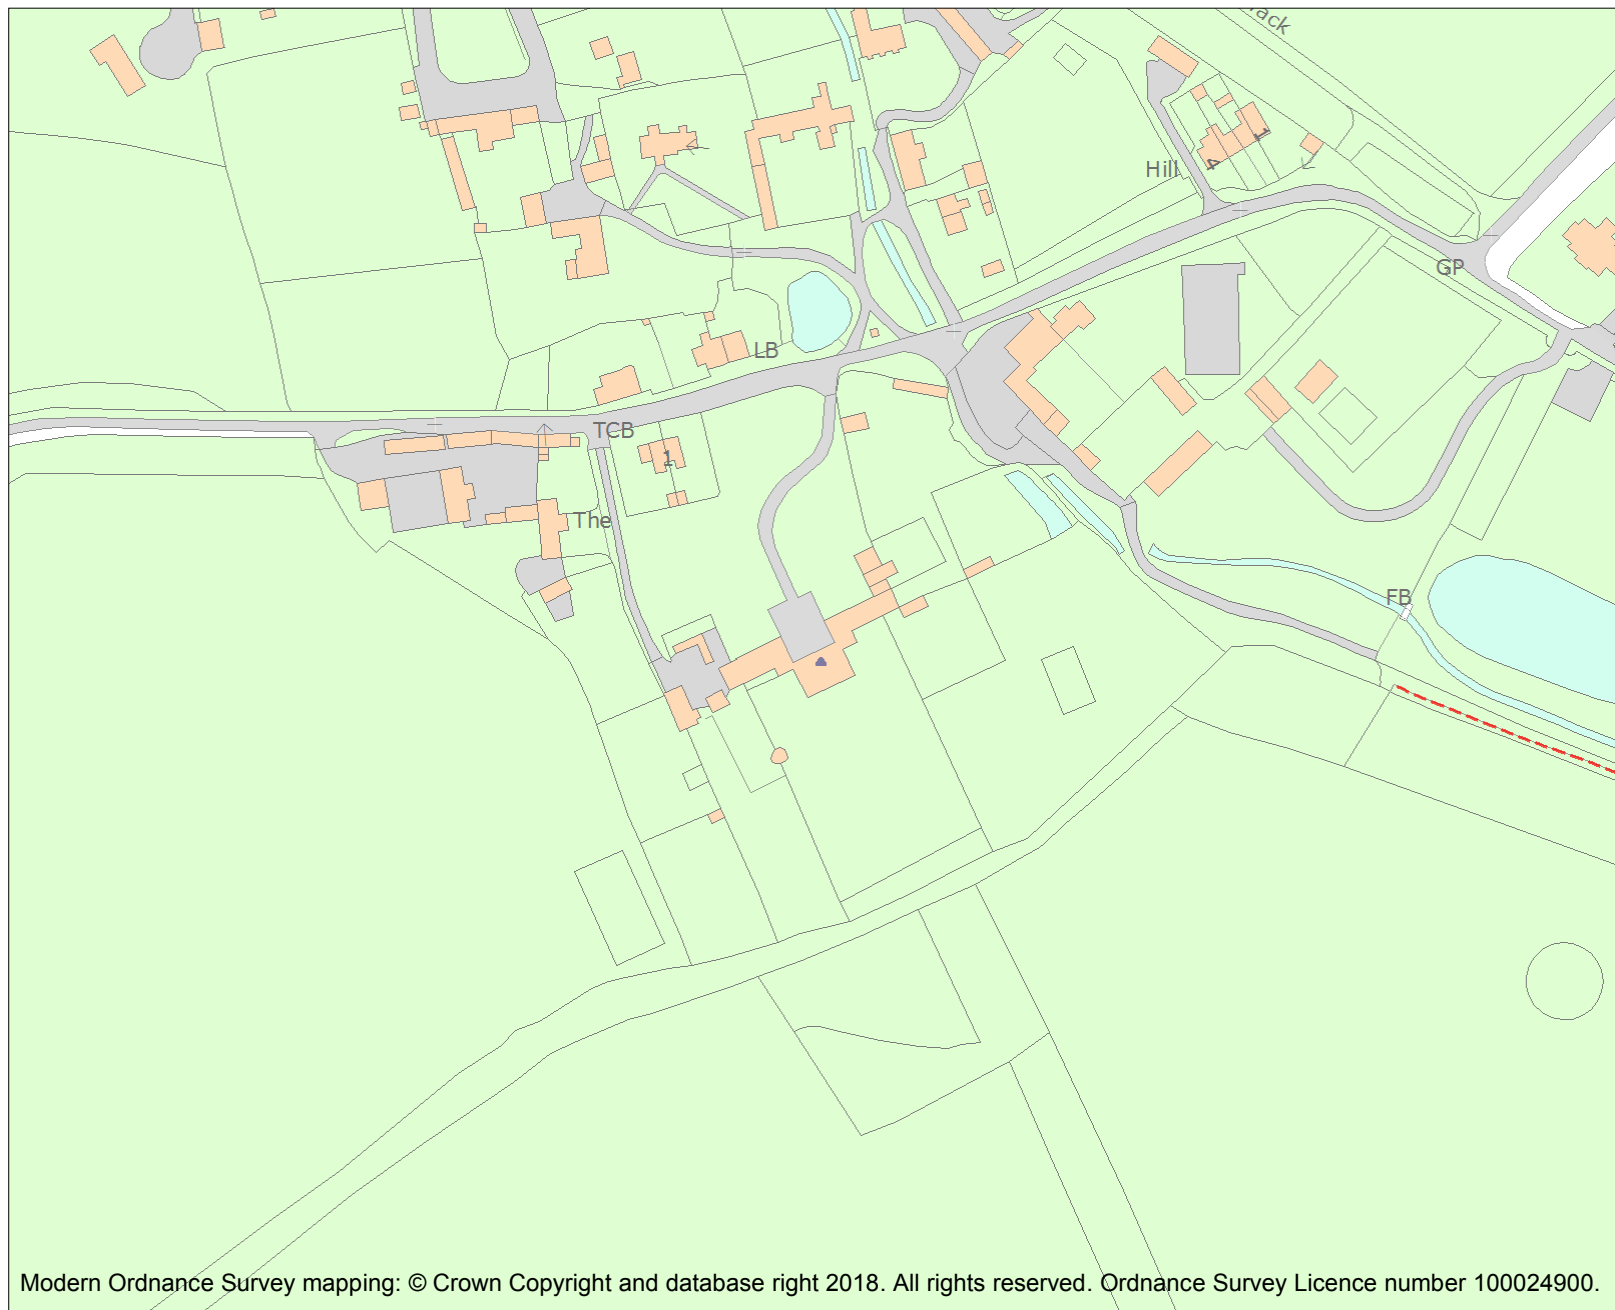 Hill
1
4
GP
LB
TCB
1
The
FB
Modern Ordnance Survey mapping: © Crown Copyright and database right 2018. All rights reserved. Ordnance Survey Licence number 100024900.